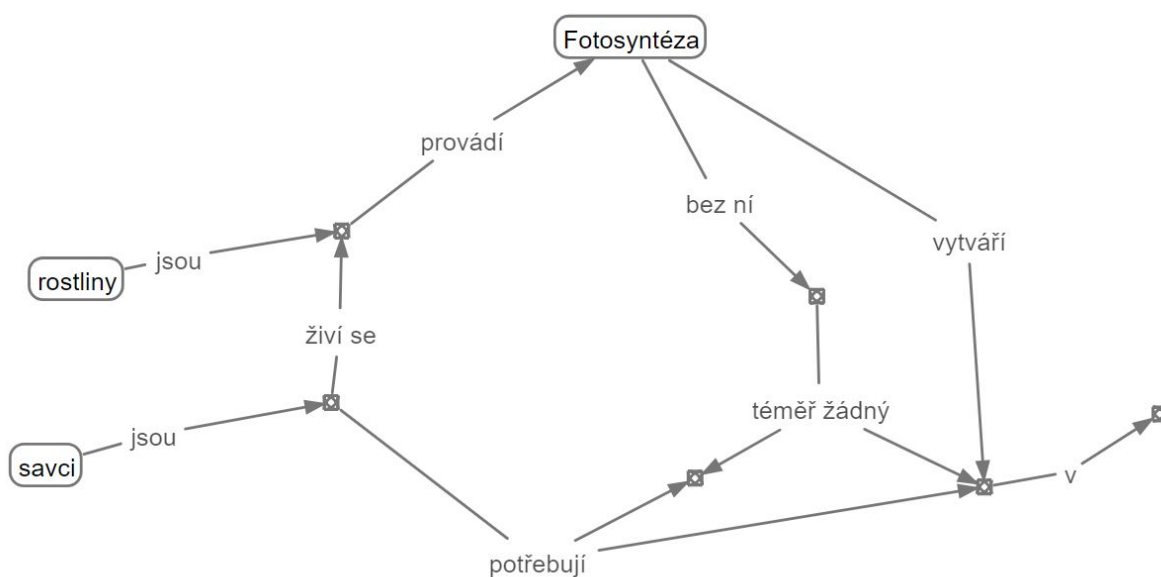 Fotosyntéza
provádí
bez ní
vytváří
jsou
rostliny
živí se
téměř žádný
jsou
savci
v
potřebují